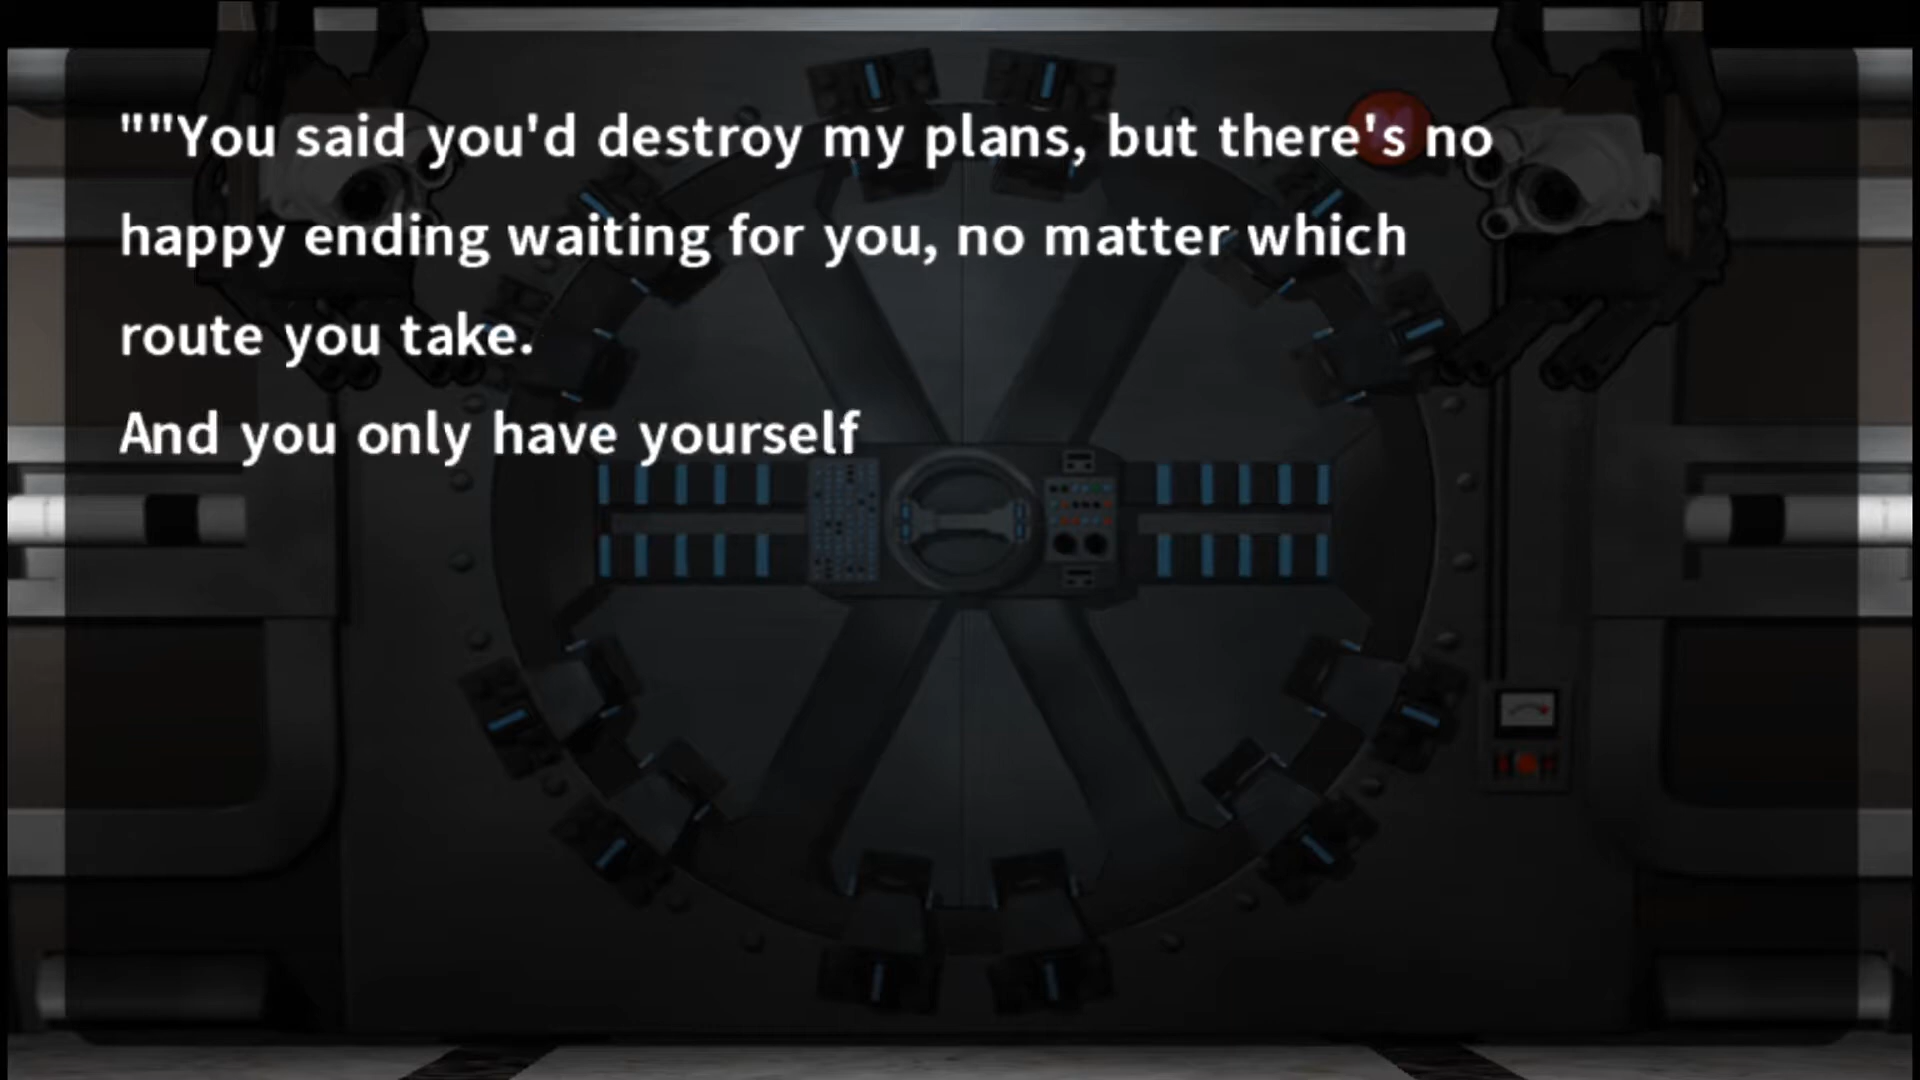 ""You said you'd destroy my plans, but there's no
happy ending waiting for you, no matter which
route you take.
And you only have yourself